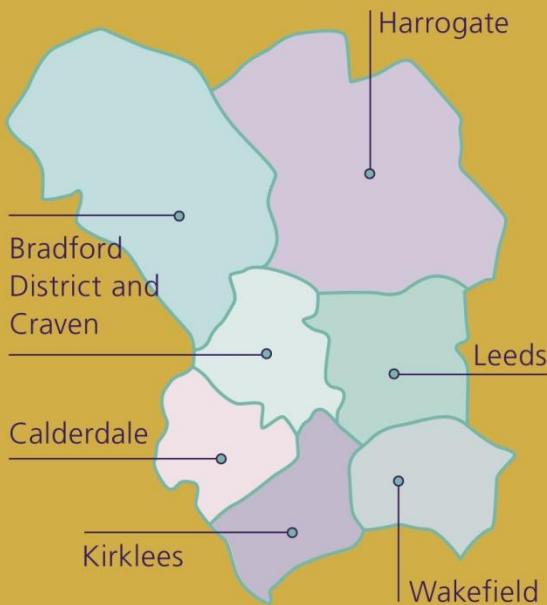 Harrogate
Bradford
District and
Craven
Leeds
Calderdale
Kirklees
Wakefield